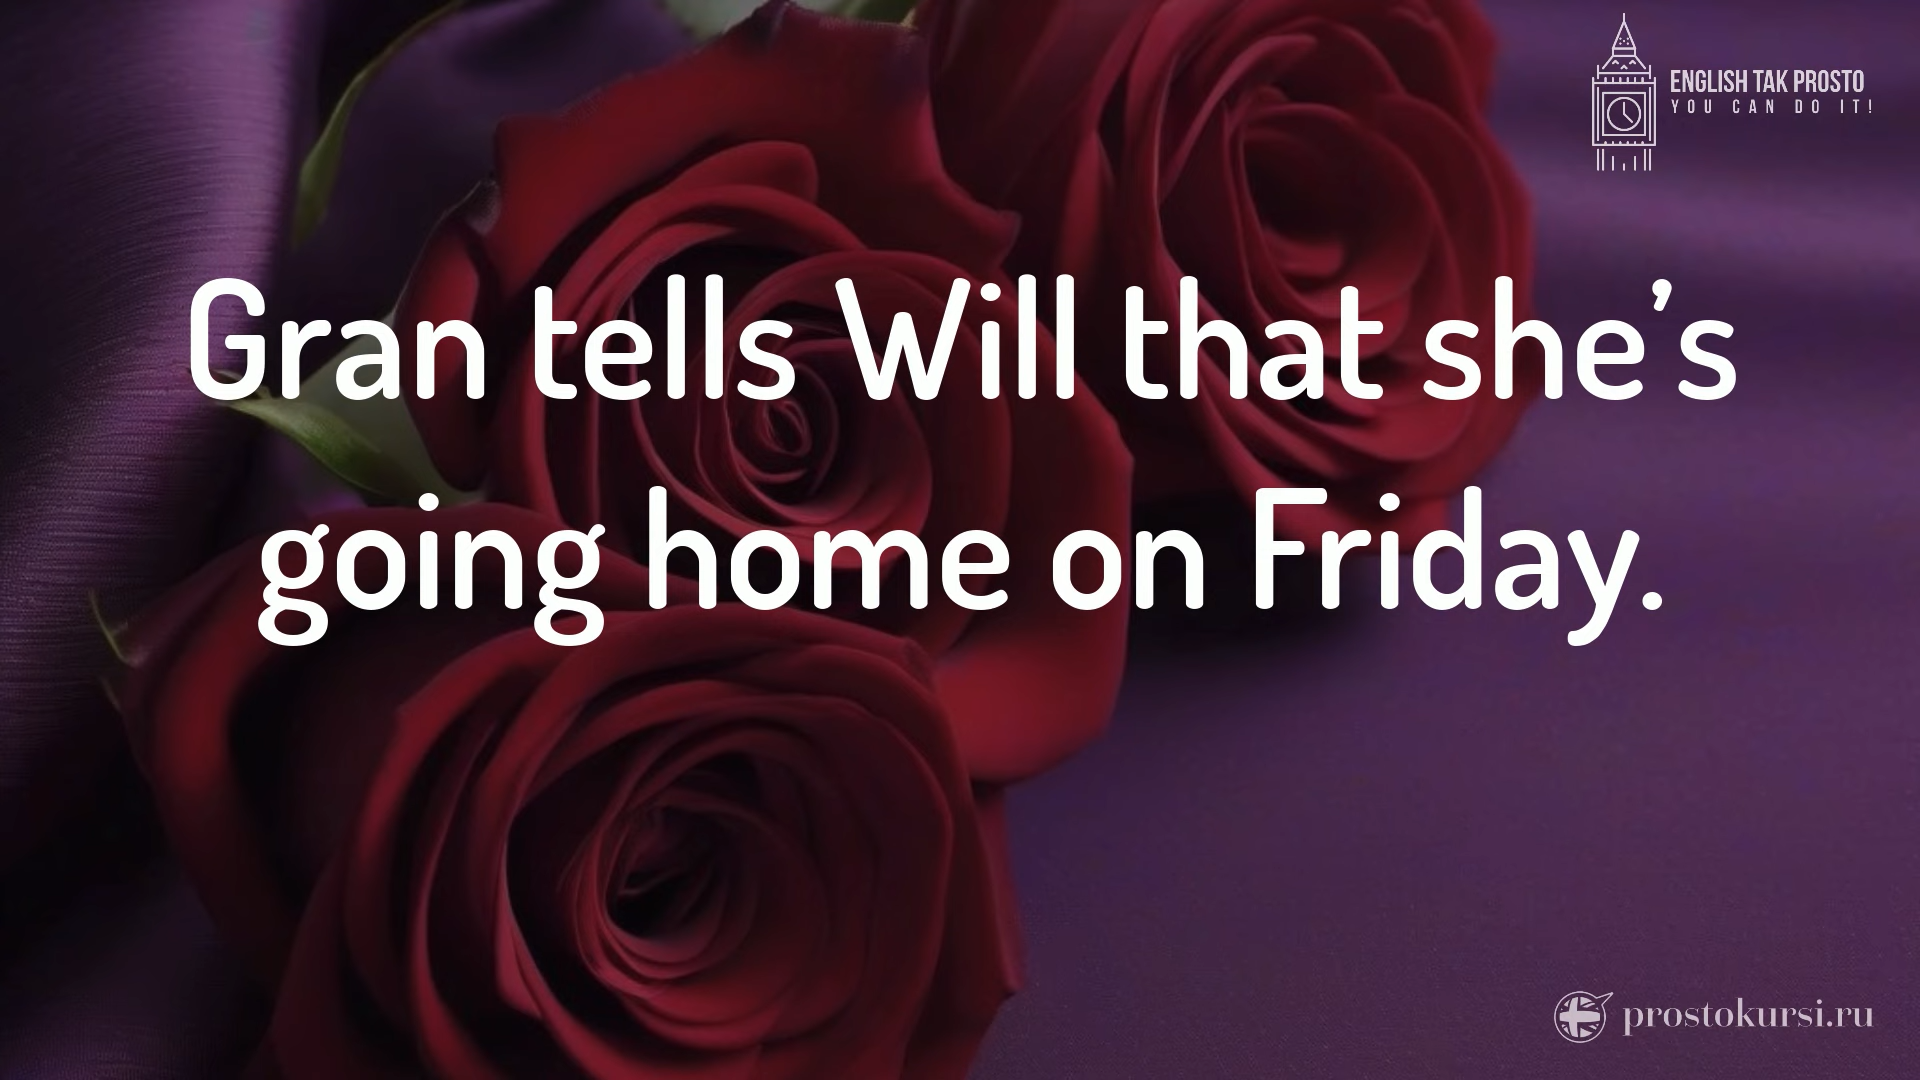 ENGLISH TAK PROSTO
YOU CAN DO IT!
Gran tells Will that she’s
going home on Friday.
prostokursi.ru